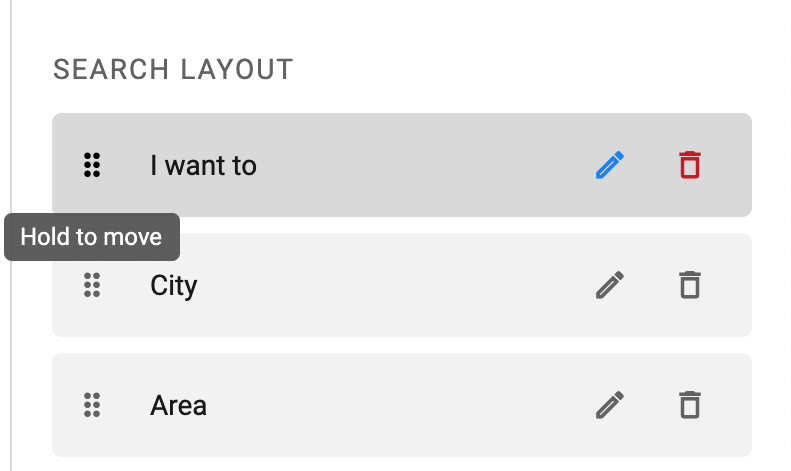 SEARCH LAYOUT
I want to
Hold to move
City
Area